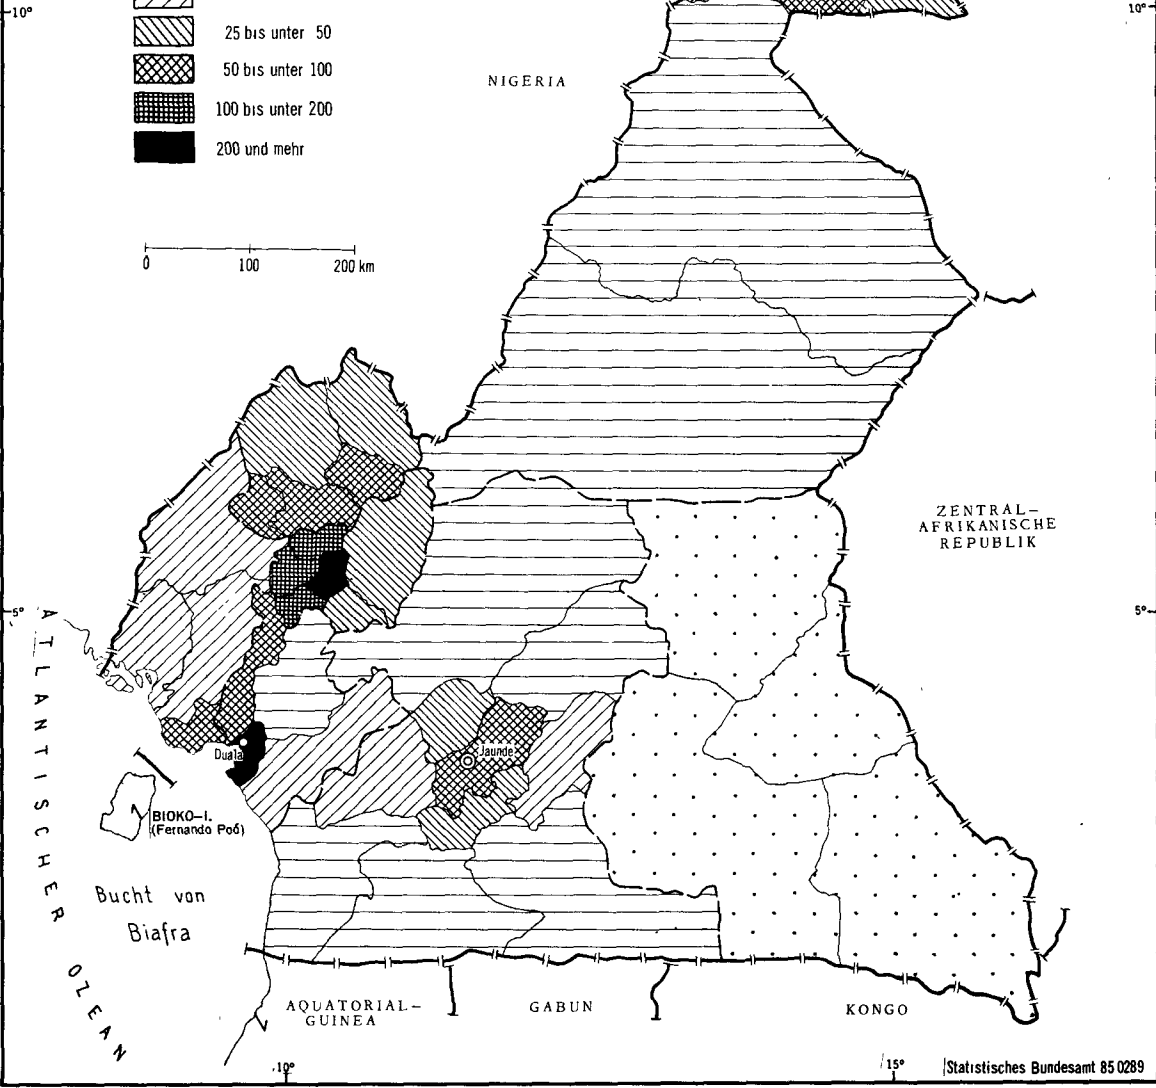 10°
10°
25 bis unter 50
50 bis unter 100
100 bis unter 200
200 und mehr
NIGERIA
0 100 200 km
ZENTRAL–
AFRIKANISCHE
REPUBLIK
5°
5°
ATLANTISCHER OZEAN
Duala
Jaunde
BIOKO–I.
(Fernando Poó)
Bucht von
Biafra
AQUATORIAL–
GUINEA
GABUN
KONGO
10°
15°
Statistisches Bundesamt 85 0289